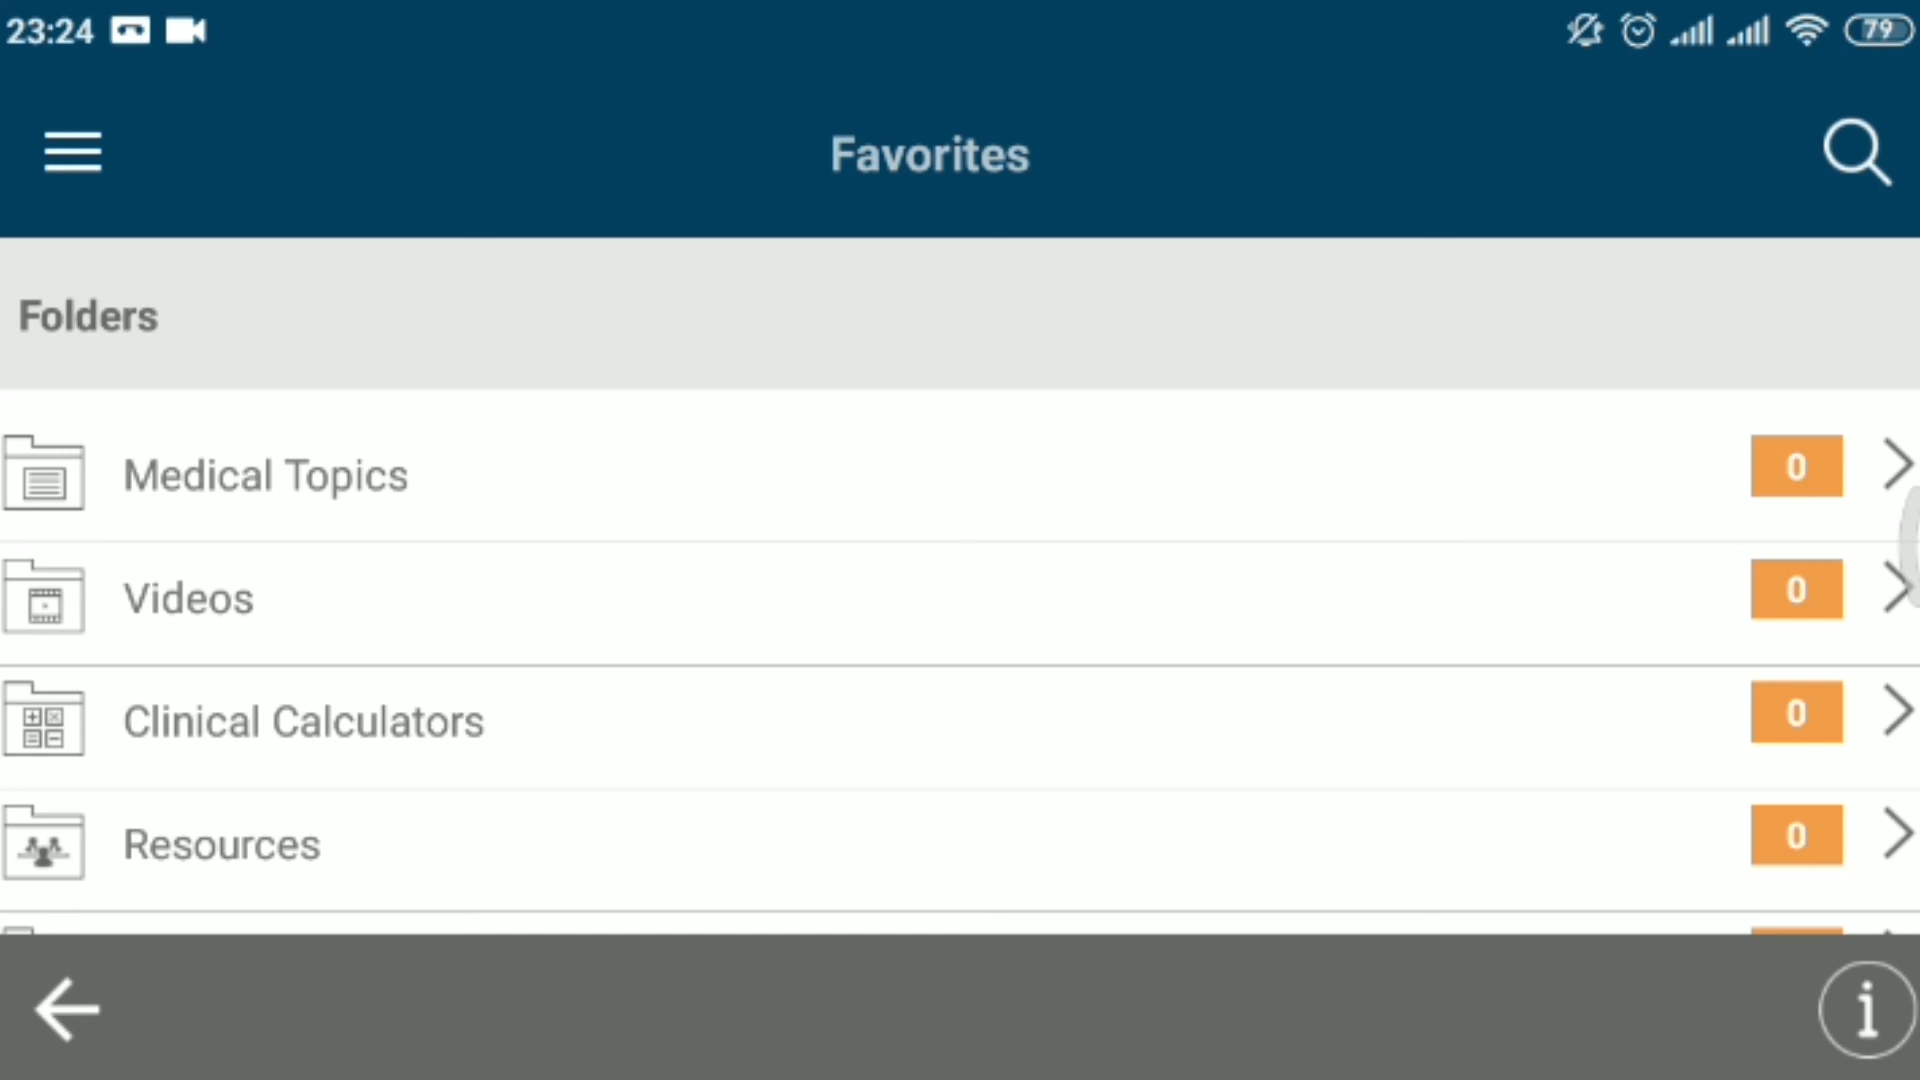 23:24 79
Favorites
Folders
Medical Topics 0
Videos 0
Clinical Calculators 0
Resources 0